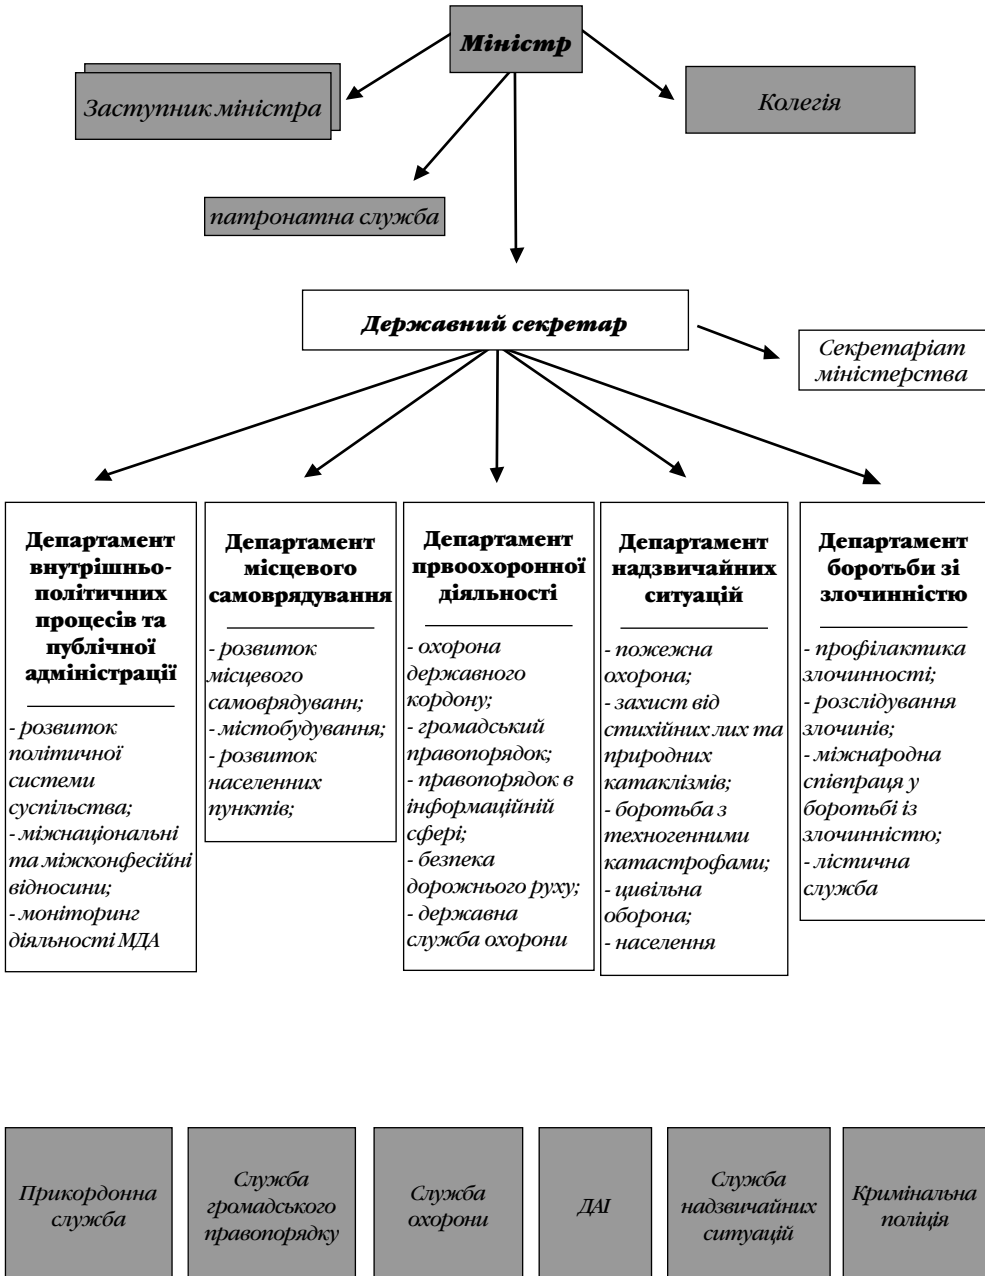 Міністр
Заступник міністра
Колегія
патронатна служба
Державний секретар
Секретаріат
міністерства
Департамент
внутрішньо-
політичних
процесів та
публічної
адміністрації
- розвиток
політичної
системи
суспільства;
- міжнаціональні
та міжконфесійні
відносини;
- моніторинг
діяльності МДА
Департамент
місцевого
самоврядування
- розвиток
місцевого
самоврядуванн;
- містобудування;
- розвиток
населенних
пунктів;
Департамент
првоохоронної
діяльності
- охорона
державного
кордону;
- громадський
правопорядок;
- правопорядок в
інформаційній
сфері;
- безпека
дорожнього руху;
- державна
служба охорони
Департамент
надзвичайних
ситуацій
- пожежна
охорона;
- захист від
стихійних лих та
природних
катаклізмів;
- боротьба з
техногенними
катастрофами;
- цивільна
оборона;
- населення
Департамент
боротьби зі
злочинністю
- профілактика
злочинності;
- розслідування
злочинів;
- міжнародна
співпраця у
боротьбі із
злочинністю;
- лістична
служба
Прикордонна
служба
Служба
громадського
правопорядку
Служба
охорони
ДАІ
Служба
надзвичайних
ситуацій
Кримінальна
поліція